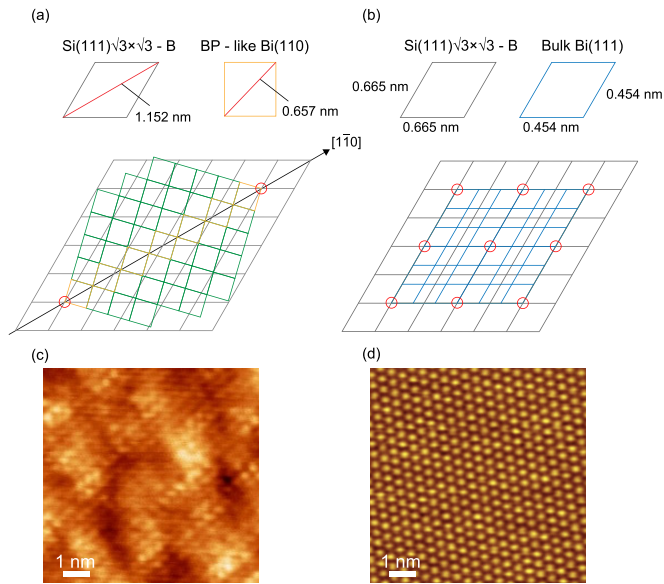 (a)
Si(111)√3×√3 - B
BP - like Bi(110)
1.152 nm
0.657 nm
[11̅0]
(b)
Si(111)√3×√3 - B
Bulk Bi(111)
0.665 nm
0.665 nm
0.454 nm
0.454 nm
(c)
1 nm
(d)
1 nm